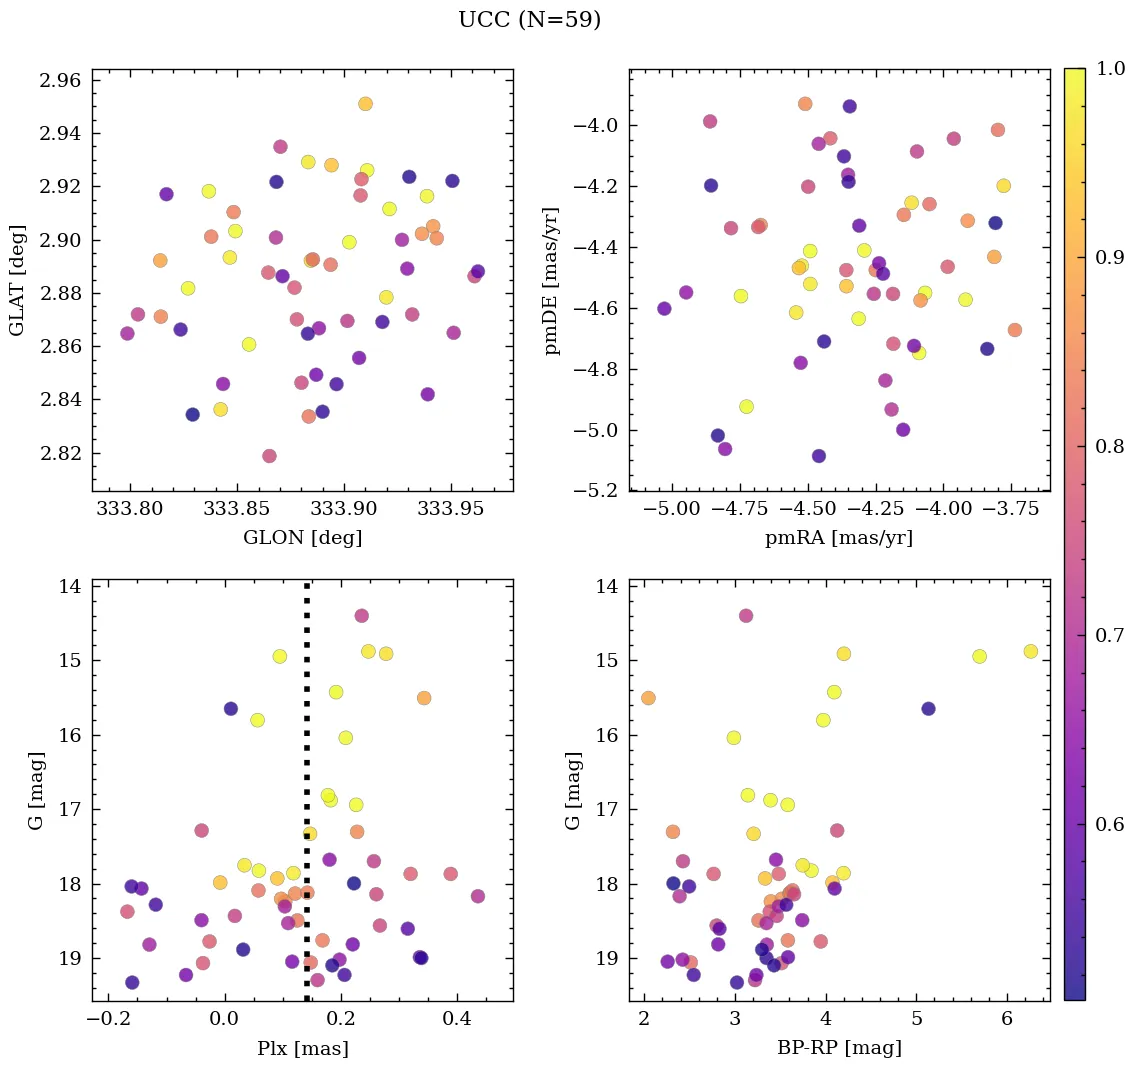 UCC (N=59)
2.96
2.94
2.92
2.90
2.88
2.86
2.84
2.82
GLAT [deg]
333.80 333.85 333.90 333.95
GLON [deg]
−4.0
−4.2
−4.4
−4.6
−4.8
−5.0
−5.2
pmDE [mas/yr]
−5.00 −4.75 −4.50 −4.25 −4.00 −3.75
pmRA [mas/yr]
14
15
16
17
18
19
G [mag]
−0.2 0.0 0.2 0.4
Plx [mas]
14
15
16
17
18
19
G [mag]
2 3 4 5 6
BP-RP [mag]
1.0
0.9
0.8
0.7
0.6